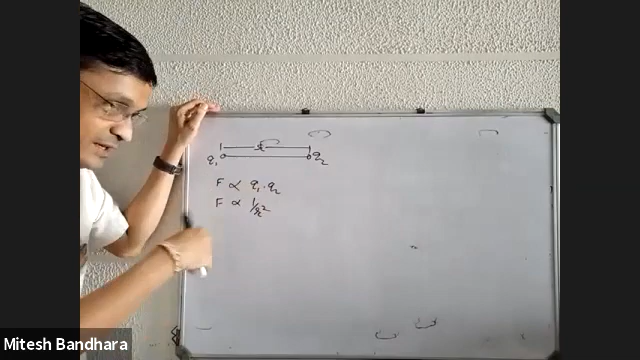 r
q₁ q₂
F ∝ q₁·q₂
F ∝ 1/r²
Mitesh Bandhara